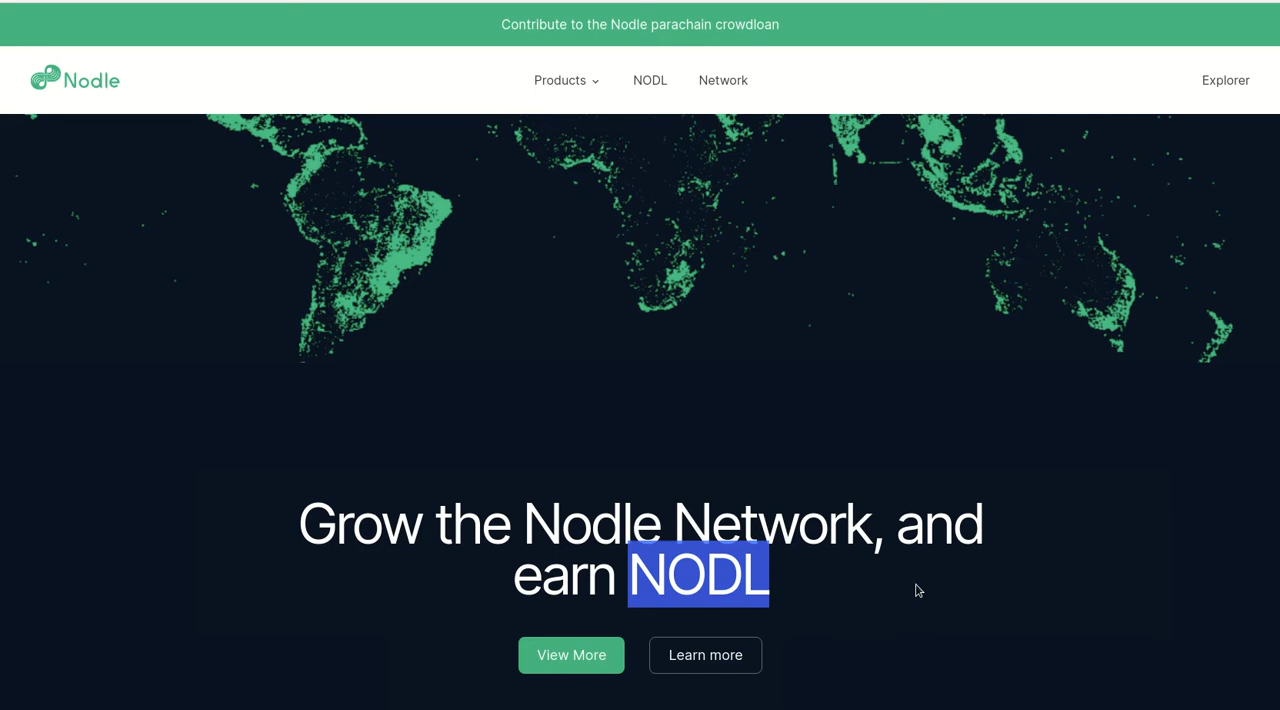 Contribute to the Nodle parachain crowdloan
Nodle
Products
NODL
Network
Explorer
Grow the Nodle Network, and
earn NODL
View More
Learn more